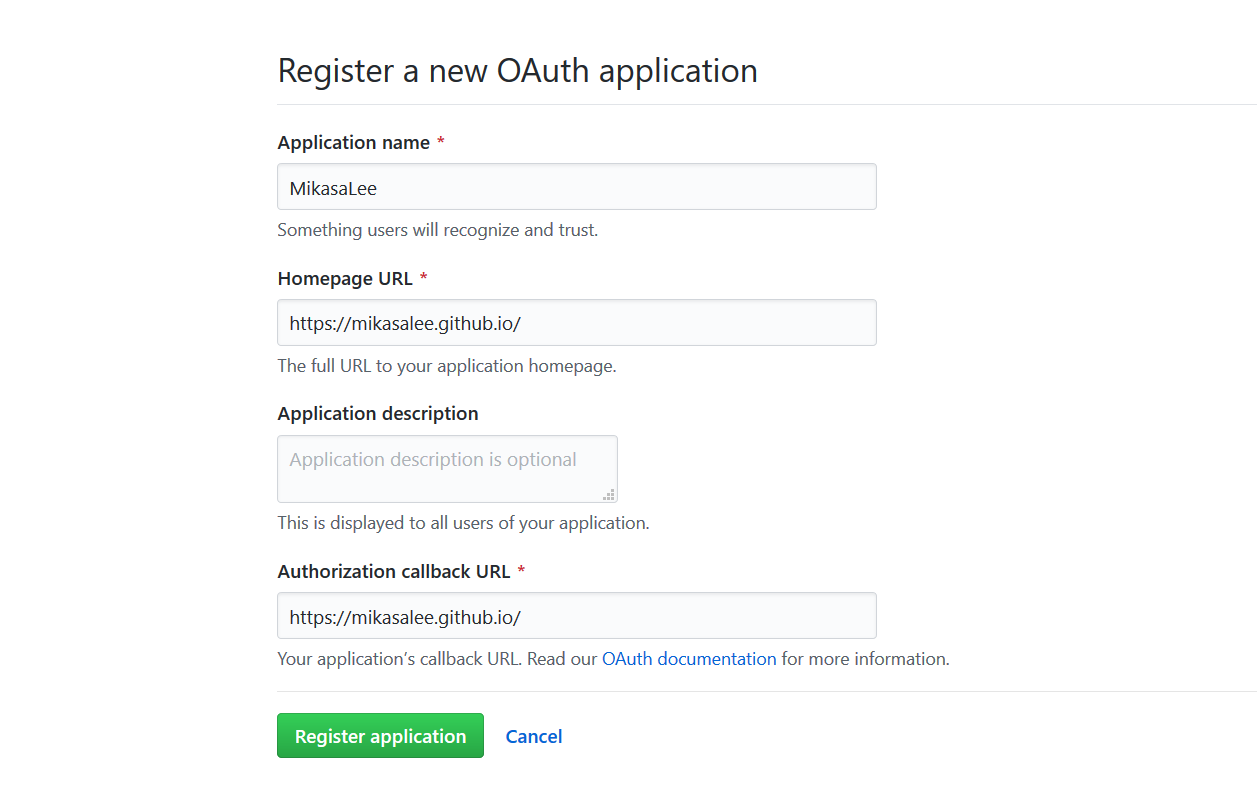 Register a new OAuth application
Application name *
MikasaLee
Something users will recognize and trust.
Homepage URL *
https://mikasalee.github.io/
The full URL to your application homepage.
Application description
Application description is optional
This is displayed to all users of your application.
Authorization callback URL *
https://mikasalee.github.io/
Your application’s callback URL. Read our OAuth documentation for more information.
Register application Cancel